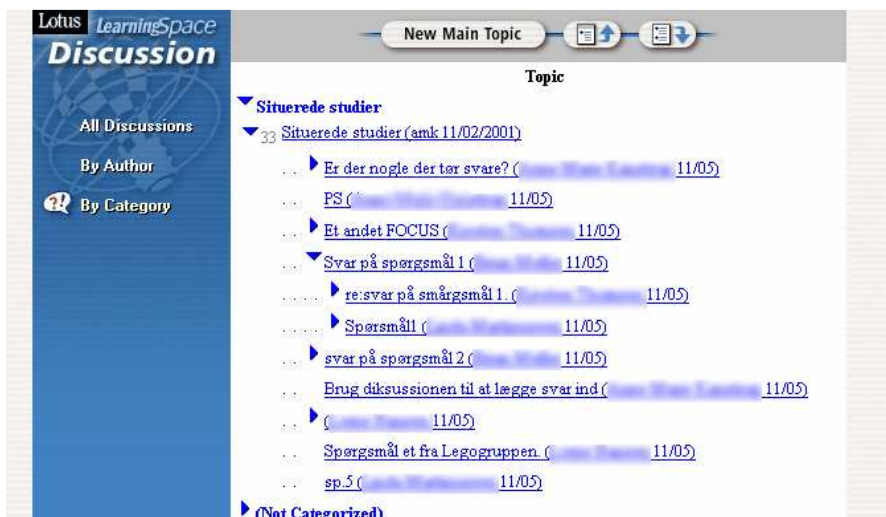 Lotus LearningSpace
Discussion
All Discussions
By Author
By Category
New Main Topic
Topic
Situerede studier
33 Situerede studier (amk 11/02/2001)
. . Er der nogle der tør svare? ( 11/05)
. . PS ( 11/05)
. . Et andet FOCUS ( 11/05)
. . Svar på spørgsmål 1 ( 11/05)
. . . . re:svar på smårgsmål 1. ( 11/05)
. . . . Spørsmål1 ( 11/05)
. . svar på spørgsmål 2 ( 11/05)
. . Brug diksussionen til at lægge svar ind ( 11/05)
. . ( 11/05)
. . Spørgsmål et fra Legogruppen. ( 11/05)
. . sp.5 ( 11/05)
(Not Categorized)